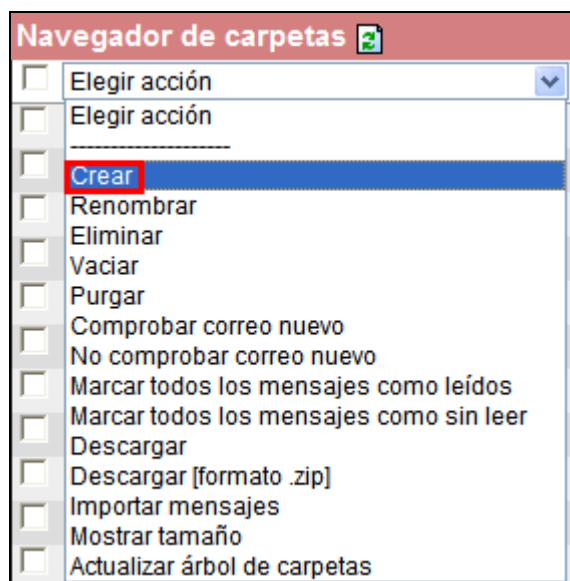 Navegador de carpetas
Elegir acción
Elegir acción
--------------------
Crear
Renombrar
Eliminar
Vaciar
Purgar
Comprobar correo nuevo
No comprobar correo nuevo
Marcar todos los mensajes como leídos
Marcar todos los mensajes como sin leer
Descargar
Descargar [formato .zip]
Importar mensajes
Mostrar tamaño
Actualizar árbol de carpetas